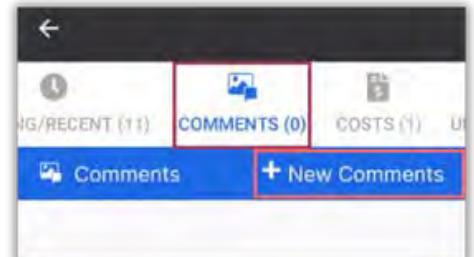 NG/RECENT (11) COMMENTS (0) COSTS (1)
Comments + New Comments